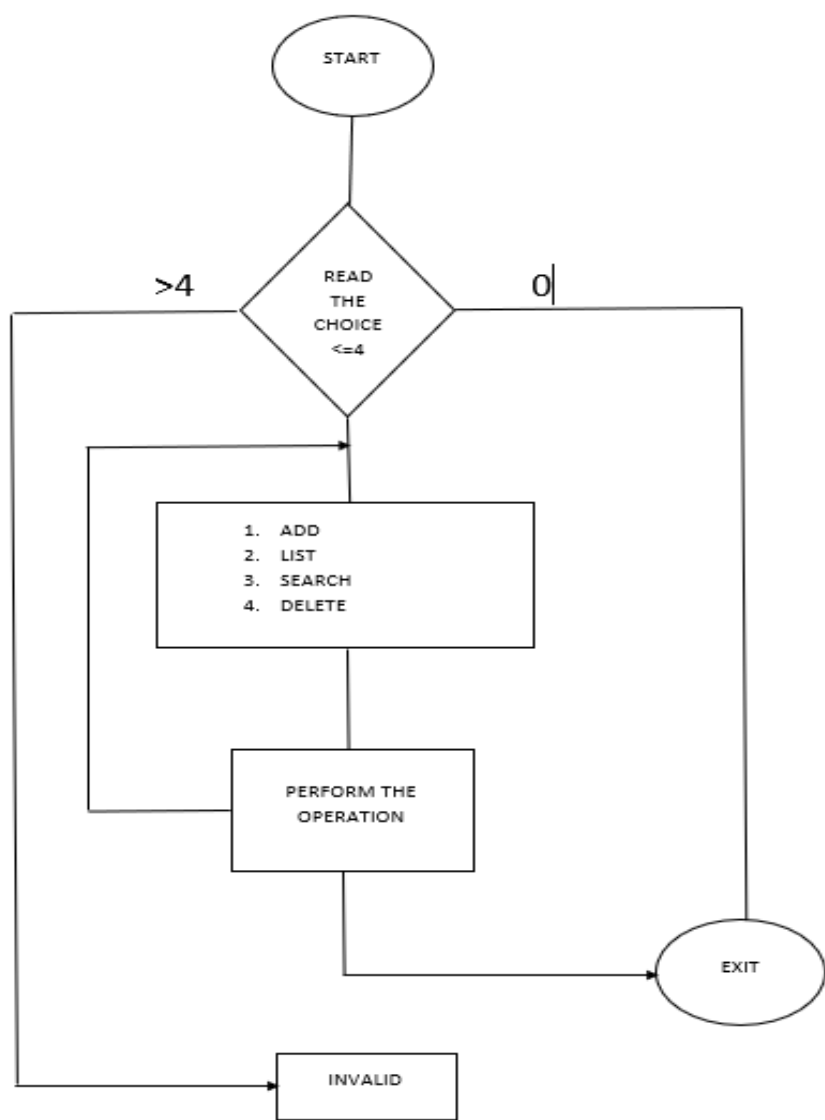 START
>4
0
READ
THE
CHOICE
<=4
1. ADD
2. LIST
3. SEARCH
4. DELETE
PERFORM THE
OPERATION
EXIT
INVALID